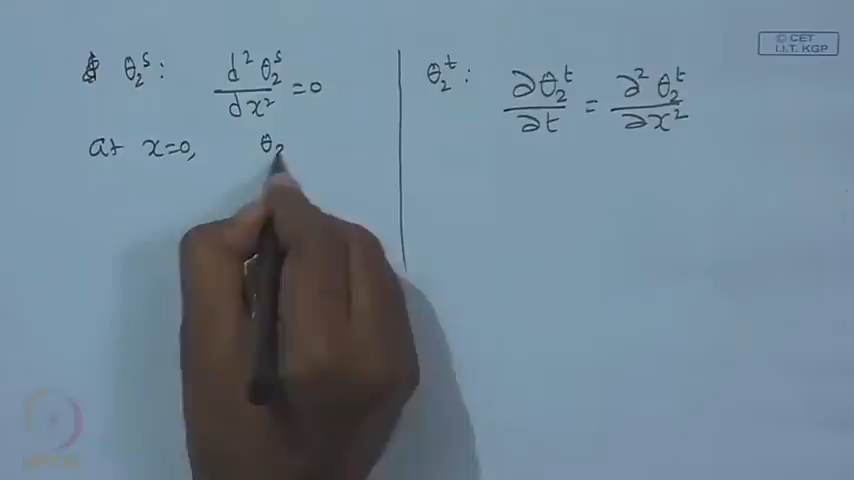 θ₂ˢ: d²θ₂ˢ/dx² = 0
at x=0, θ₂
θ₂ᵗ: ∂θ₂ᵗ/∂t = ∂²θ₂ᵗ/∂x²
© CET
I.I.T. KGP